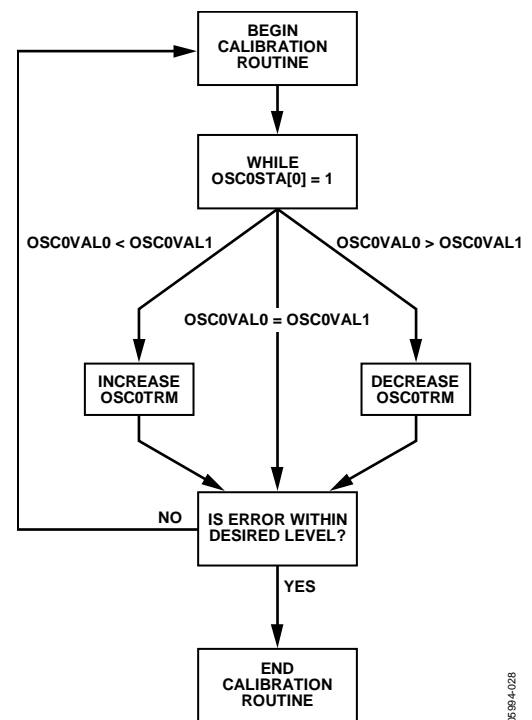 BEGIN
CALIBRATION
ROUTINE
WHILE
OSC0STA[0] = 1
OSC0VAL0 < OSC0VAL1
OSC0VAL0 > OSC0VAL1
OSC0VAL0 = OSC0VAL1
INCREASE
OSC0TRM
DECREASE
OSC0TRM
NO
IS ERROR WITHIN
DESIRED LEVEL?
YES
END
CALIBRATION
ROUTINE
05994-028